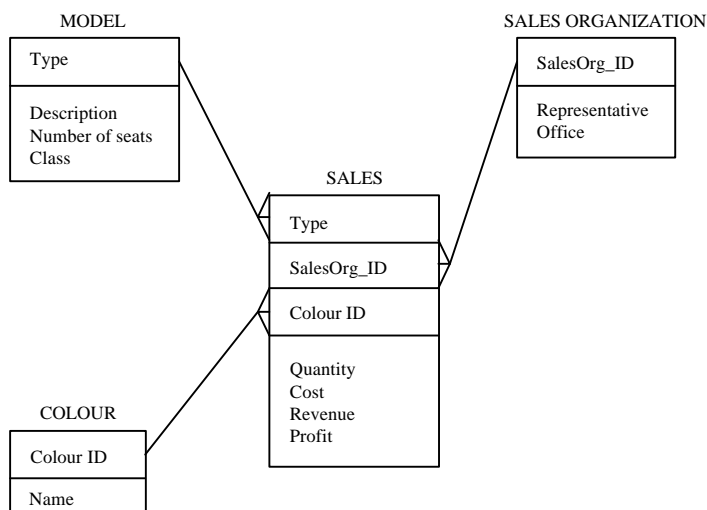 MODEL
Type
Description
Number of seats
Class
SALES ORGANIZATION
SalesOrg_ID
Representative
Office
SALES
Type
SalesOrg_ID
Colour ID
Quantity
Cost
Revenue
Profit
COLOUR
Colour ID
Name